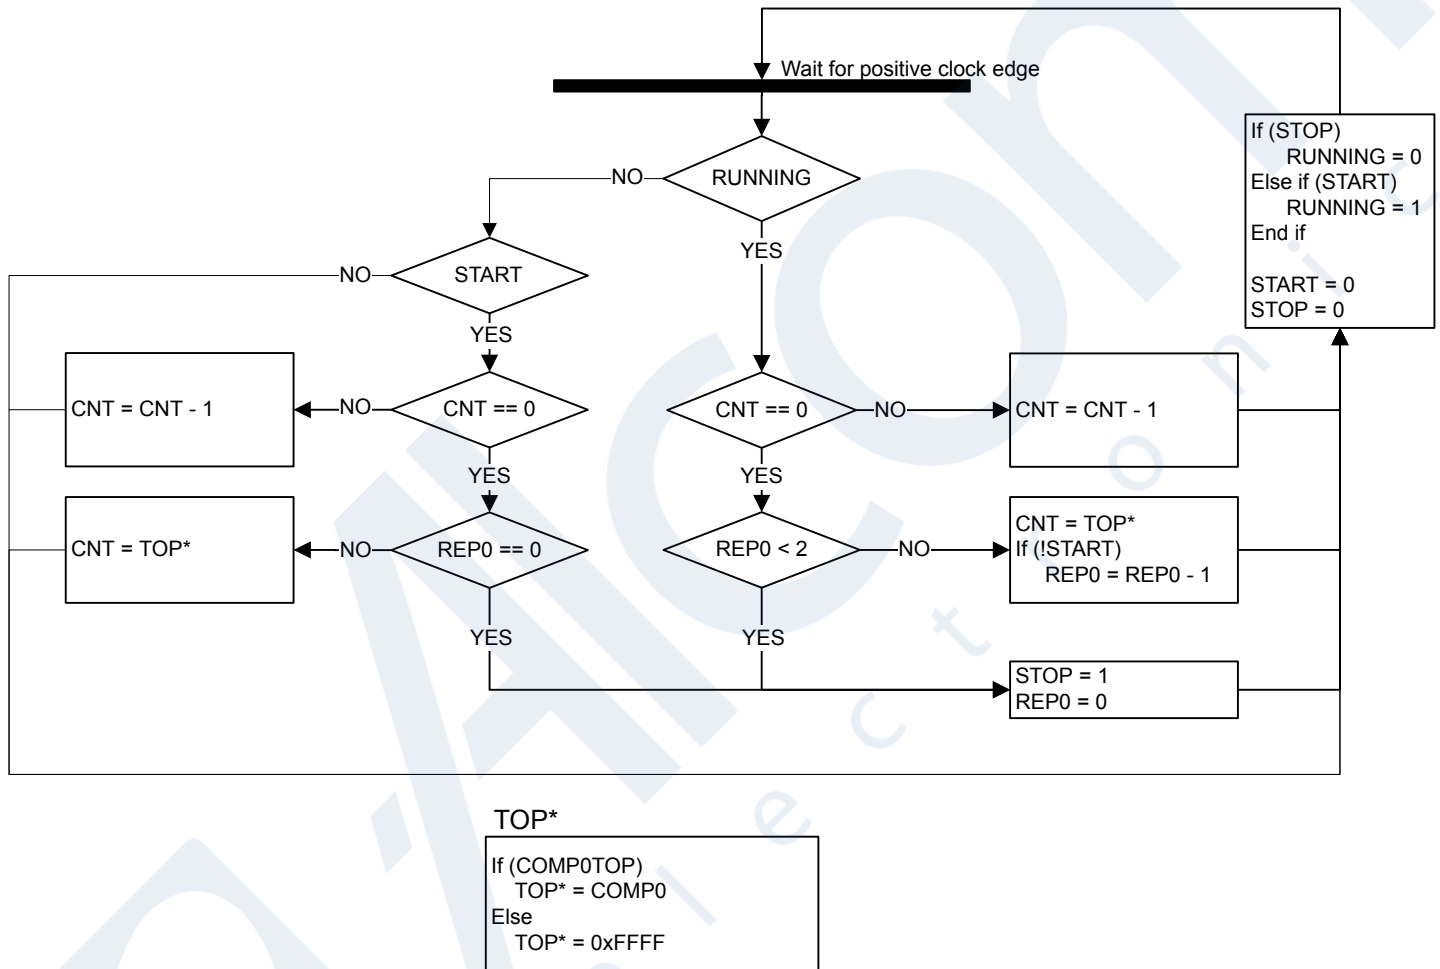 Wait for positive clock edge
If (STOP)
RUNNING = 0
Else if (START)
RUNNING = 1
End if
START = 0
STOP = 0
RUNNING
NO
YES
START
NO
YES
CNT == 0
NO
CNT = CNT - 1
YES
REP0 == 0
NO
CNT = TOP*
YES
CNT == 0
NO
CNT = CNT - 1
YES
REP0 < 2
NO
CNT = TOP*
If (!START)
REP0 = REP0 - 1
YES
STOP = 1
REP0 = 0
TOP*
If (COMP0TOP)
TOP* = COMP0
Else
TOP* = 0xFFFF